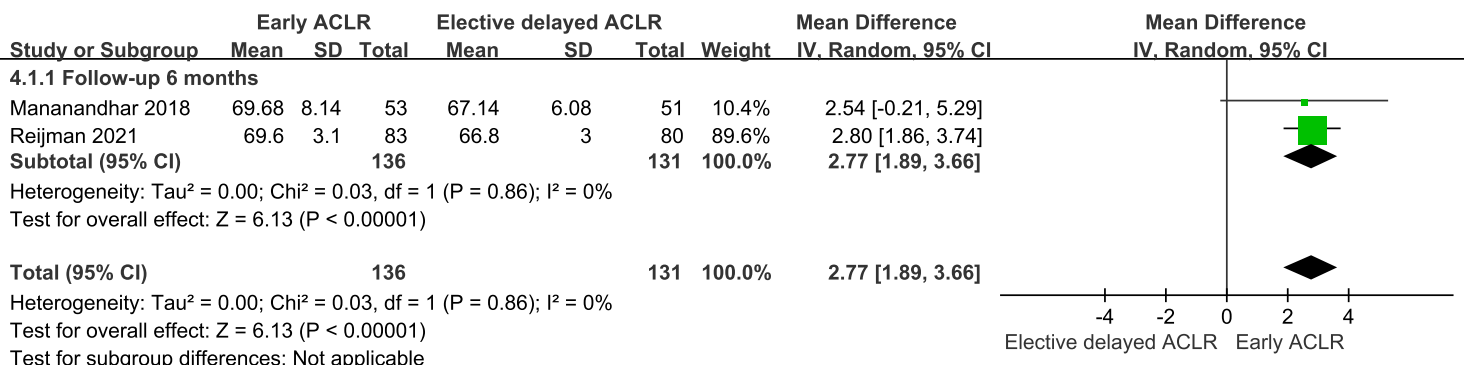 Early ACLR Elective delayed ACLR Mean Difference Mean Difference
Study or Subgroup Mean SD Total Mean SD Total Weight IV, Random, 95% CI IV, Random, 95% CI
4.1.1 Follow-up 6 months
Mananandhar 2018 69.68 8.14 53 67.14 6.08 51 10.4% 2.54 [-0.21, 5.29]
Reijman 2021 69.6 3.1 83 66.8 3 80 89.6% 2.80 [1.86, 3.74]
Subtotal (95% CI) 136 131 100.0% 2.77 [1.89, 3.66]
Heterogeneity: Tau² = 0.00; Chi² = 0.03, df = 1 (P = 0.86); I² = 0%
Test for overall effect: Z = 6.13 (P < 0.00001)
Total (95% CI) 136 131 100.0% 2.77 [1.89, 3.66]
Heterogeneity: Tau² = 0.00; Chi² = 0.03, df = 1 (P = 0.86); I² = 0%
Test for overall effect: Z = 6.13 (P < 0.00001)
Test for subgroup differences: Not applicable
-4 -2 0 2 4
Elective delayed ACLR Early ACLR